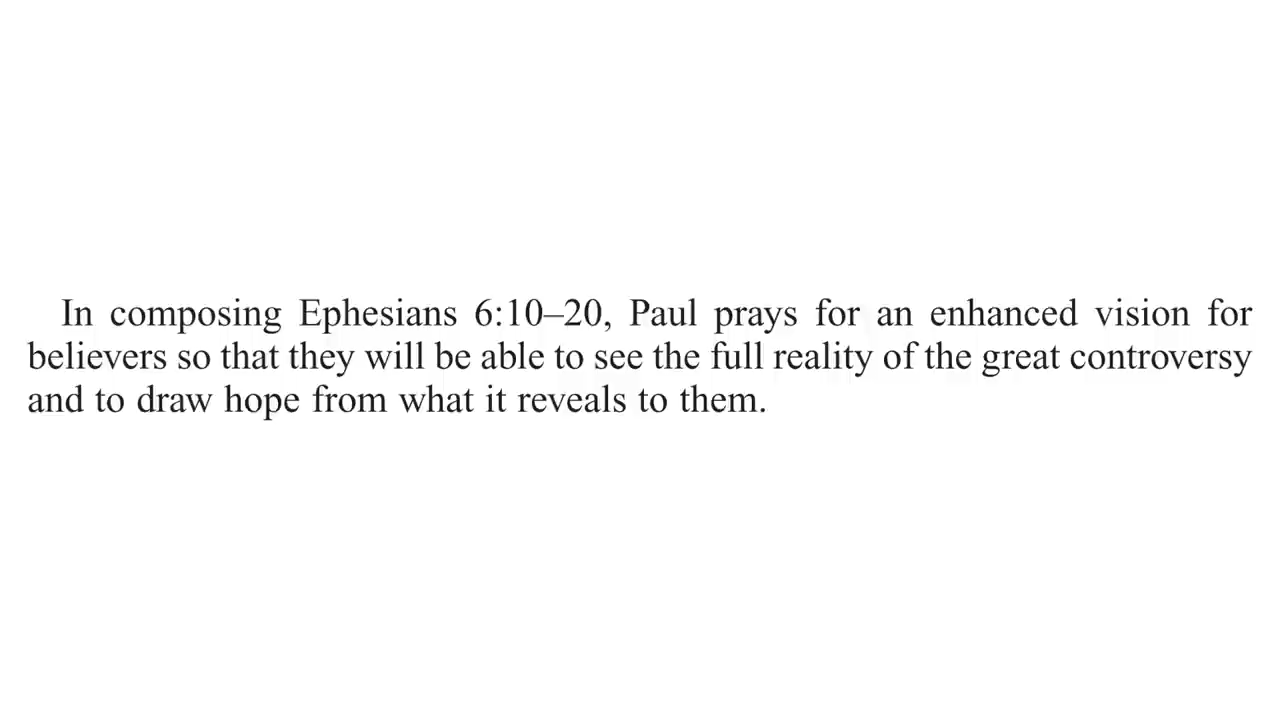 In composing Ephesians 6:10–20, Paul prays for an enhanced vision for
believers so that they will be able to see the full reality of the great controversy
and to draw hope from what it reveals to them.